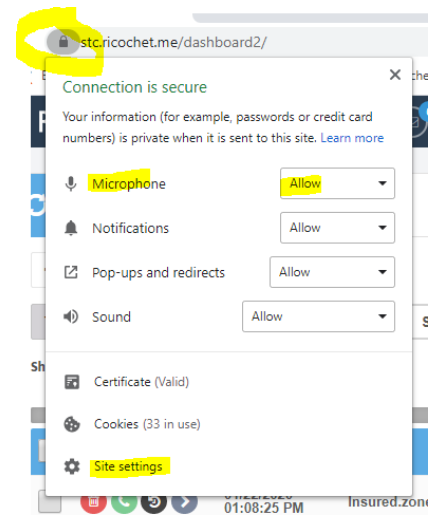 stc.ricochet.me/dashboard2/
Connection is secure
Your information (for example, passwords or credit card
numbers) is private when it is sent to this site. Learn more
Microphone Allow
Notifications Allow
Pop-ups and redirects Allow
Sound Allow
Certificate (Valid)
Cookies (33 in use)
Site settings
01:08:25 PM Insured.zone